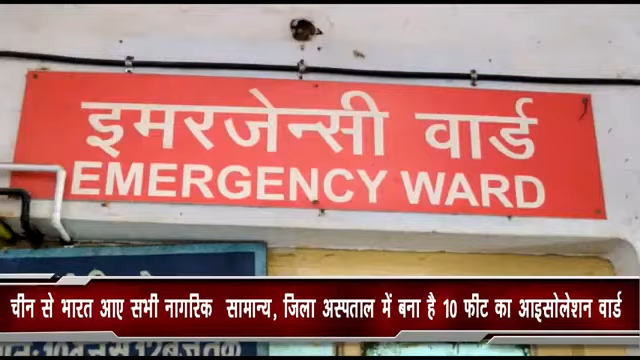 इमरजेन्सी वार्ड
EMERGENCY WARD
चीन से भारत आए सभी नागरिक सामान्य, जिला अस्पताल में बना है 10 फीट का आइसोलेशन वार्ड